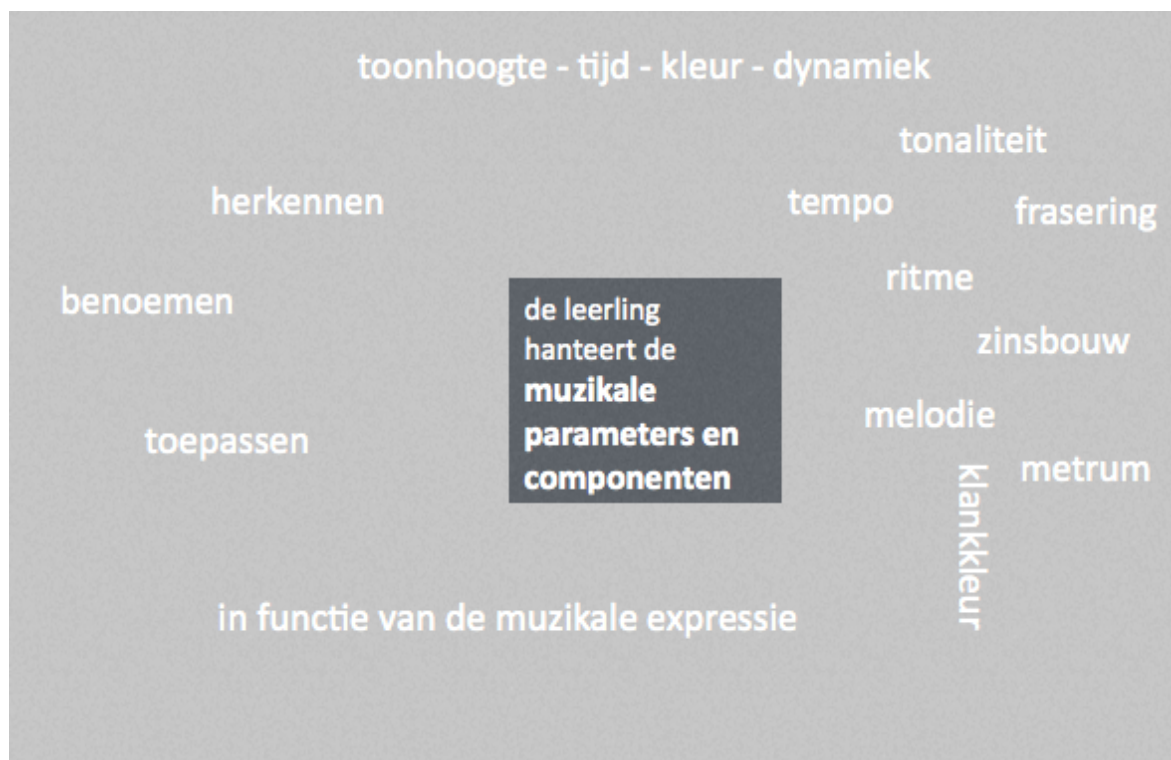 toonhoogte - tijd - kleur - dynamiek
tonaliteit
herkennen
tempo
frasering
ritme
benoemen
de leerling
hanteert de
muzikale
parameters en
componenten
zinsbouw
melodie
toepassen
metrum
klankkleur
in functie van de muzikale expressie